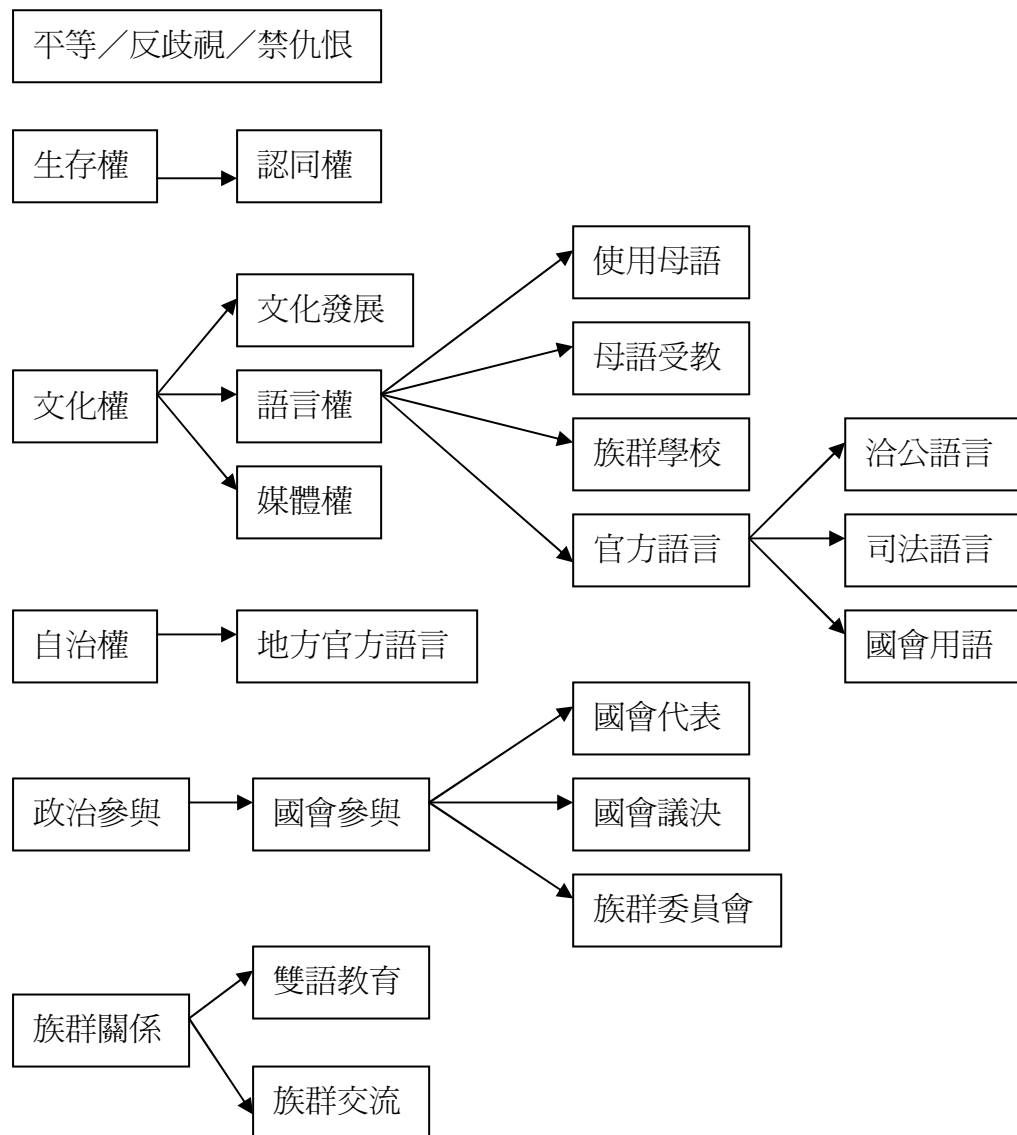 平等／反歧視／禁仇恨
生存權
認同權
文化權
文化發展
語言權
媒體權
使用母語
母語受教
族群學校
官方語言
洽公語言
司法語言
國會用語
自治權
地方官方語言
政治參與
國會參與
國會代表
國會議決
族群委員會
族群關係
雙語教育
族群交流